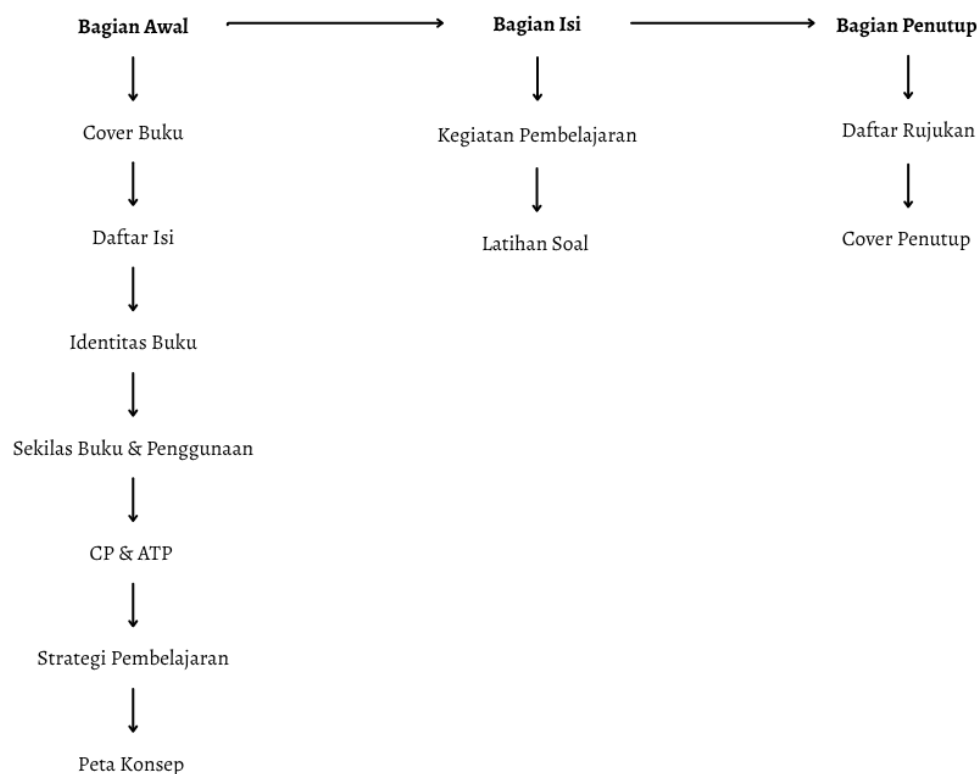 Bagian Awal
Cover Buku
Daftar Isi
Identitas Buku
Sekilas Buku & Penggunaan
CP & ATP
Strategi Pembelajaran
Peta Konsep
Bagian Isi
Kegiatan Pembelajaran
Latihan Soal
Bagian Penutup
Daftar Rujukan
Cover Penutup